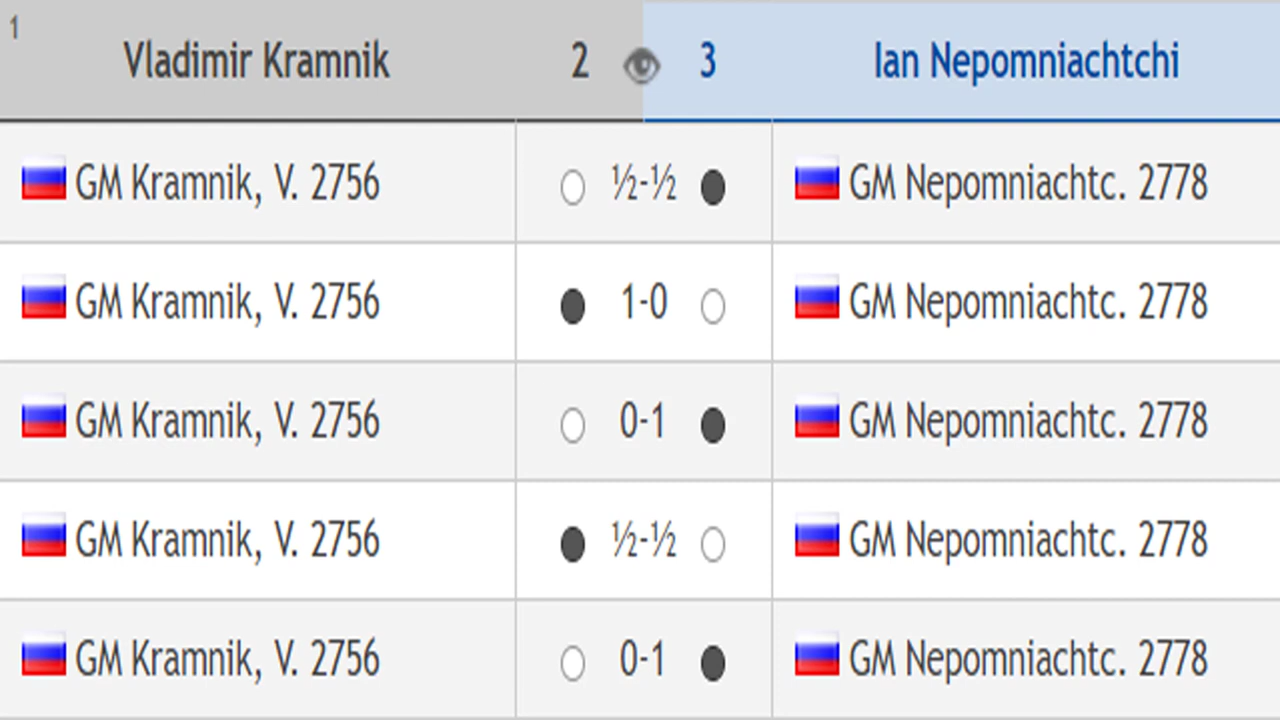 1
Vladimir Kramnik 2 3 Ian Nepomniachtchi
GM Kramnik, V. 2756 ½-½ GM Nepomniachtc. 2778
GM Kramnik, V. 2756 1-0 GM Nepomniachtc. 2778
GM Kramnik, V. 2756 0-1 GM Nepomniachtc. 2778
GM Kramnik, V. 2756 ½-½ GM Nepomniachtc. 2778
GM Kramnik, V. 2756 0-1 GM Nepomniachtc. 2778